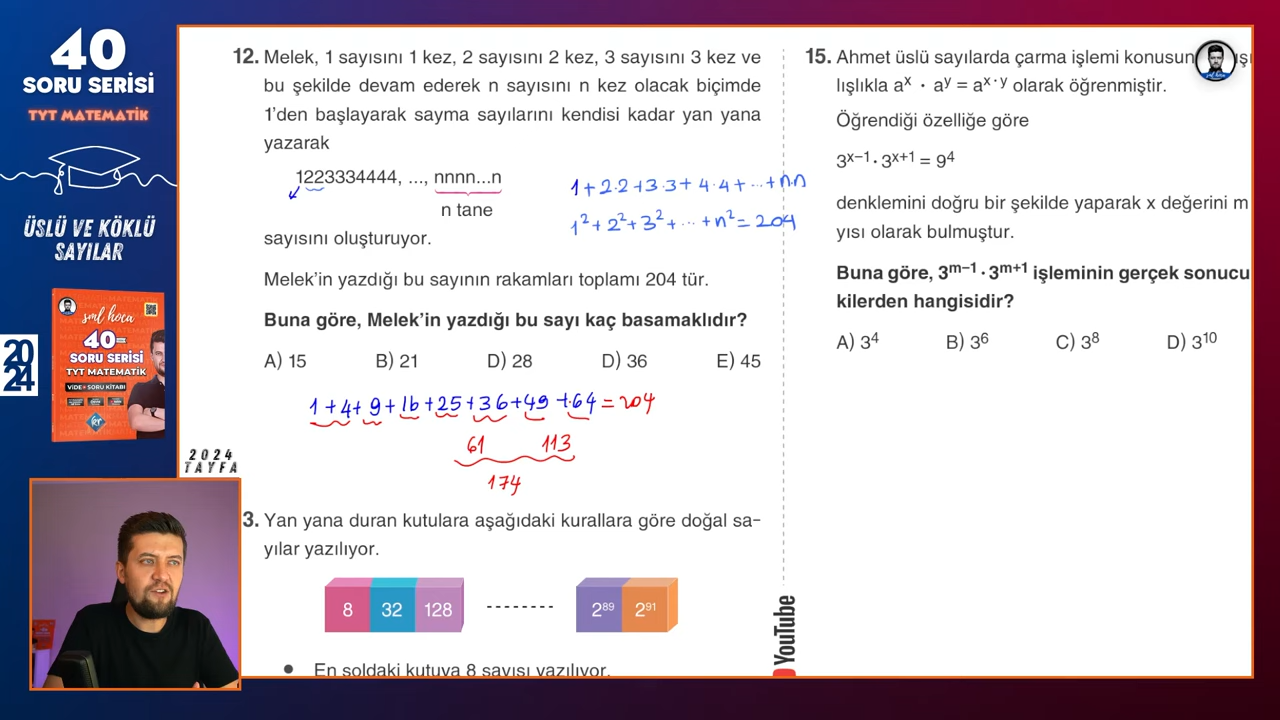 40
SORU SERİSİ
TYT MATEMATİK
ÜSLÜ VE KÖKLÜ
SAYILAR
sml hoca
40
SORU SERİSİ
TYT MATEMATİK
VİDE • SORU KİTABI
20
24
2024
TAYFA
12. Melek, 1 sayısını 1 kez, 2 sayısını 2 kez, 3 sayısını 3 kez ve
bu şekilde devam ederek n sayısını n kez olacak biçimde
1'den başlayarak sayma sayılarını kendisi kadar yan yana
yazarak
1223334444, ..., nnnn...n
n tane
1+2·2+3·3+4·4+···+n·n
1²+2²+3²+···+n²=204
sayısını oluşturuyor.
Melek'in yazdığı bu sayının rakamları toplamı 204 tür.
Buna göre, Melek'in yazdığı bu sayı kaç basamaklıdır?
A) 15 B) 21 D) 28 D) 36 E) 45
1+4+9+16+25+36+49+64=204
61 113
174
3. Yan yana duran kutulara aşağıdaki kurallara göre doğal sa-
yılar yazılıyor.
8 32 128 -------- 2⁸⁹ 2⁹¹
• En soldaki kutuya 8 sayısı yazılıyor.
YouTube
15. Ahmet üslü sayılarda çarma işlemi konusun
lışlıkla aˣ · aʸ = aˣ·ʸ olarak öğrenmiştir.
Öğrendiği özelliğe göre
3ˣ⁻¹·3ˣ⁺¹ = 9⁴
denklemini doğru bir şekilde yaparak x değerini m
yısı olarak bulmuştur.
Buna göre, 3ᵐ⁻¹·3ᵐ⁺¹ işleminin gerçek sonucu
kilerden hangisidir?
A) 3⁴ B) 3⁶ C) 3⁸ D) 3¹⁰